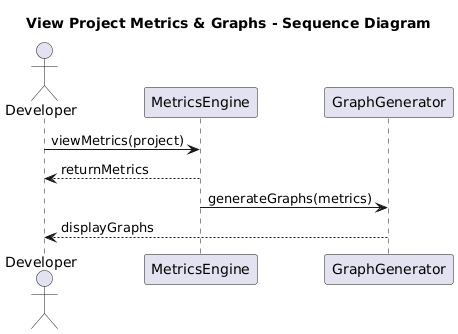 View Project Metrics & Graphs - Sequence Diagram
Developer
MetricsEngine
GraphGenerator
viewMetrics(project)
returnMetrics
generateGraphs(metrics)
displayGraphs
Developer
MetricsEngine
GraphGenerator